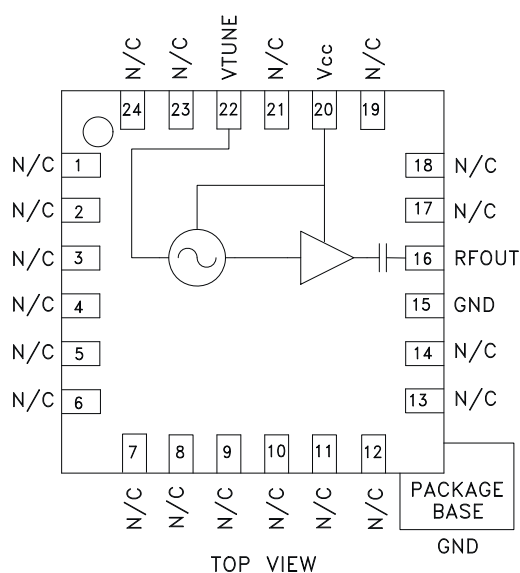 N/C
N/C
VTUNE
N/C
Vcc
N/C
24 23 22 21 20 19
N/C 1
N/C 2
N/C 3
N/C 4
N/C 5
N/C 6
18 N/C
17 N/C
16 RFOUT
15 GND
14 N/C
13 N/C
7 8 9 10 11 12
N/C
N/C
N/C
N/C
N/C
N/C
PACKAGE
BASE
GND
TOP VIEW